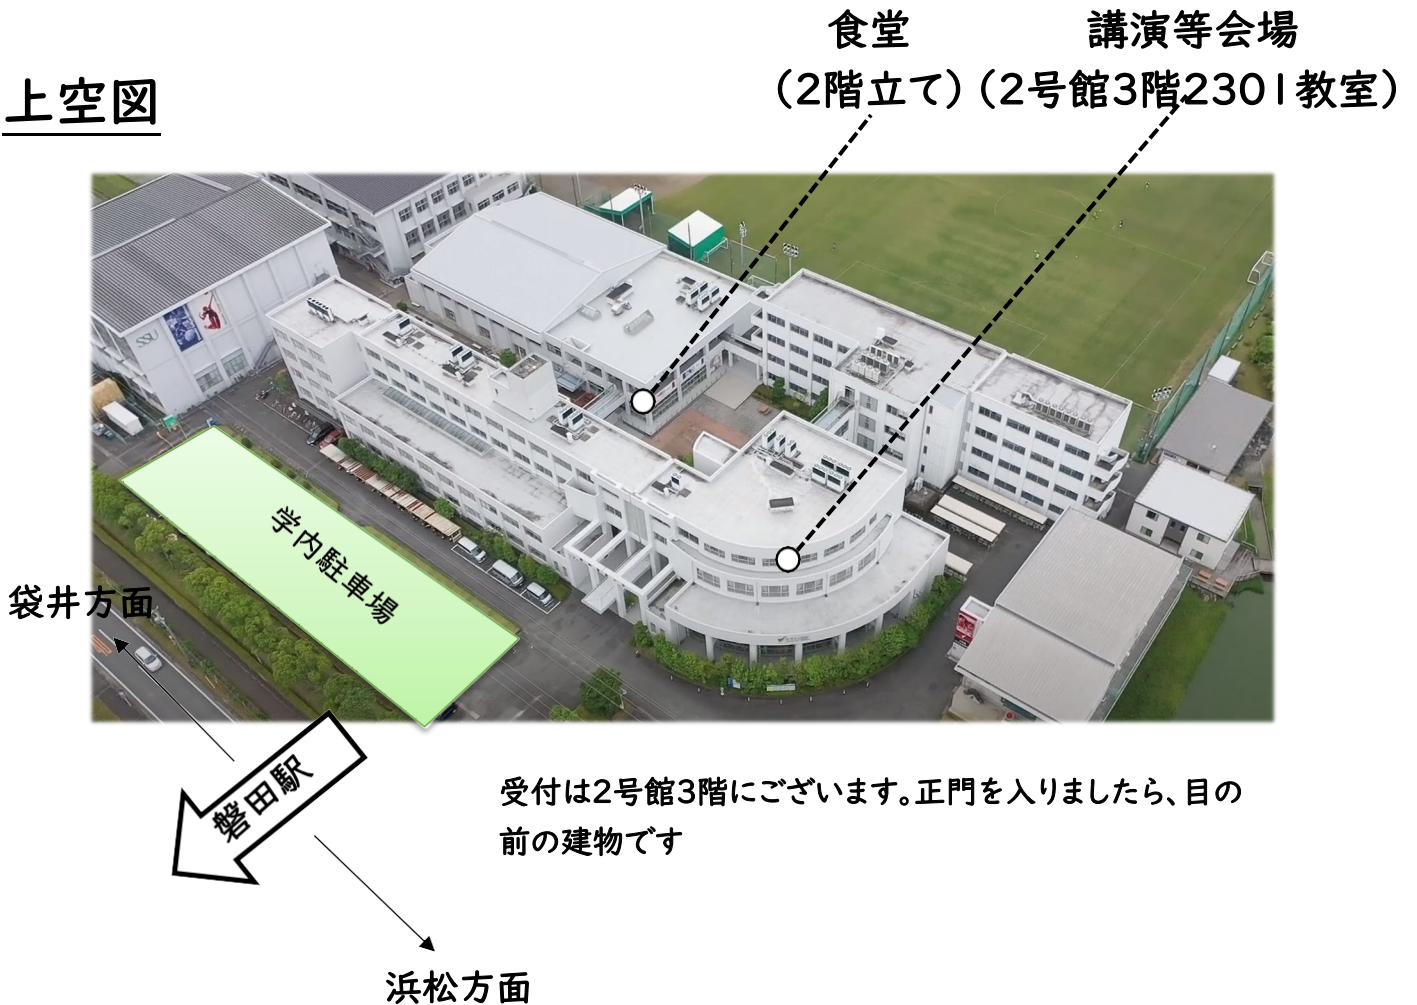 食堂
（2階立て）
講演等会場
（2号館3階2301教室）
上空図
SSU
学内駐車場
袋井方面
磐田駅
受付は2号館3階にございます。正門を入りましたら、目の
前の建物です
浜松方面